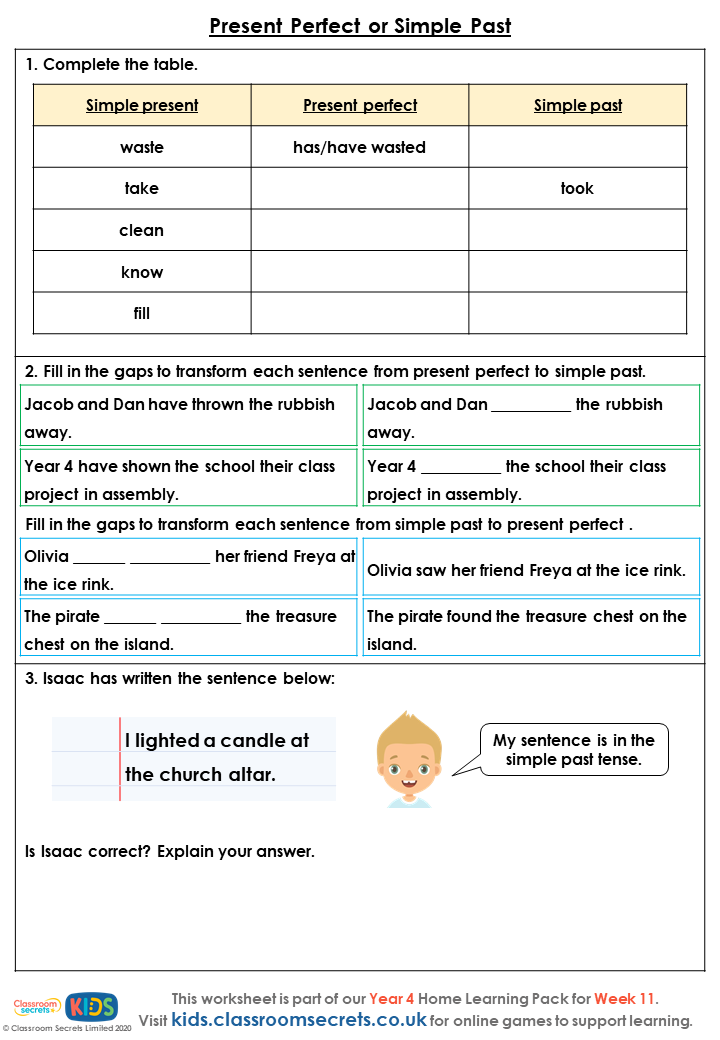 Present Perfect or Simple Past
1. Complete the table.
Simple present Present perfect Simple past
waste has/have wasted
take took
clean
know
fill
2. Fill in the gaps to transform each sentence from present perfect to simple past.
Jacob and Dan have thrown the rubbish
away.
Jacob and Dan __________ the rubbish
away.
Year 4 have shown the school their class
project in assembly.
Year 4 __________ the school their class
project in assembly.
Fill in the gaps to transform each sentence from simple past to present perfect .
Olivia ______ __________ her friend Freya at
the ice rink.
Olivia saw her friend Freya at the ice rink.
The pirate ______ __________ the treasure
chest on the island.
The pirate found the treasure chest on the
island.
3. Isaac has written the sentence below:
I lighted a candle at
the church altar.
My sentence is in the
simple past tense.
Is Isaac correct? Explain your answer.
Classroom
Secrets
KIDS
© Classroom Secrets Limited 2020
This worksheet is part of our Year 4 Home Learning Pack for Week 11.
Visit kids.classroomsecrets.co.uk for online games to support learning.